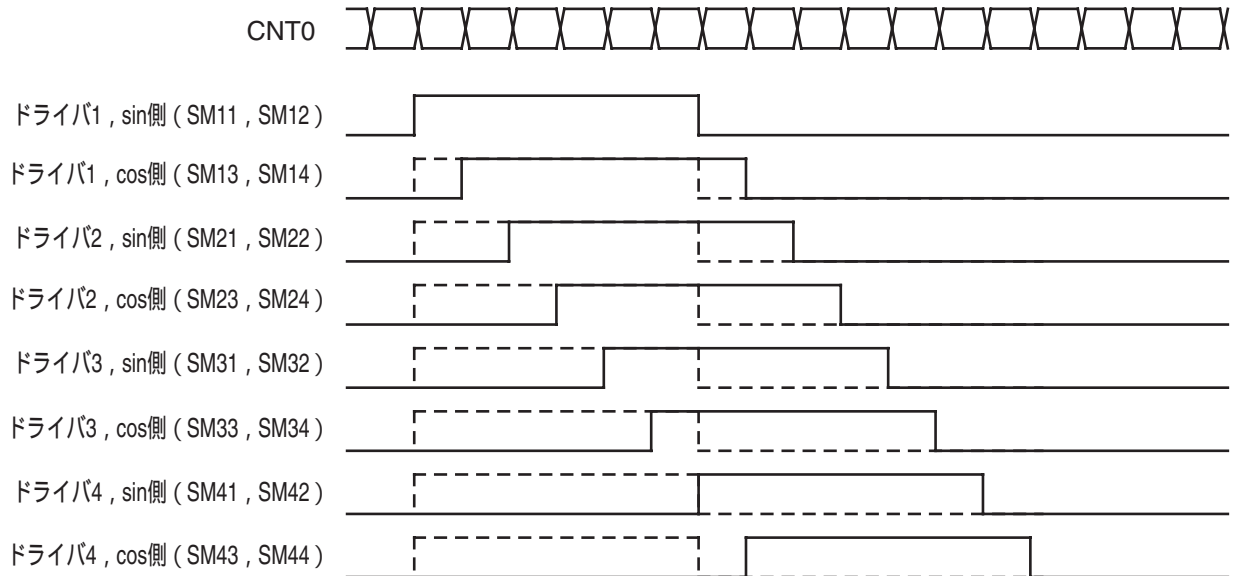 CNT0
ドライバ1 , sin側 ( SM11 , SM12 )
ドライバ1 , cos側 ( SM13 , SM14 )
ドライバ2 , sin側 ( SM21 , SM22 )
ドライバ2 , cos側 ( SM23 , SM24 )
ドライバ3 , sin側 ( SM31 , SM32 )
ドライバ3 , cos側 ( SM33 , SM34 )
ドライバ4 , sin側 ( SM41 , SM42 )
ドライバ4 , cos側 ( SM43 , SM44 )